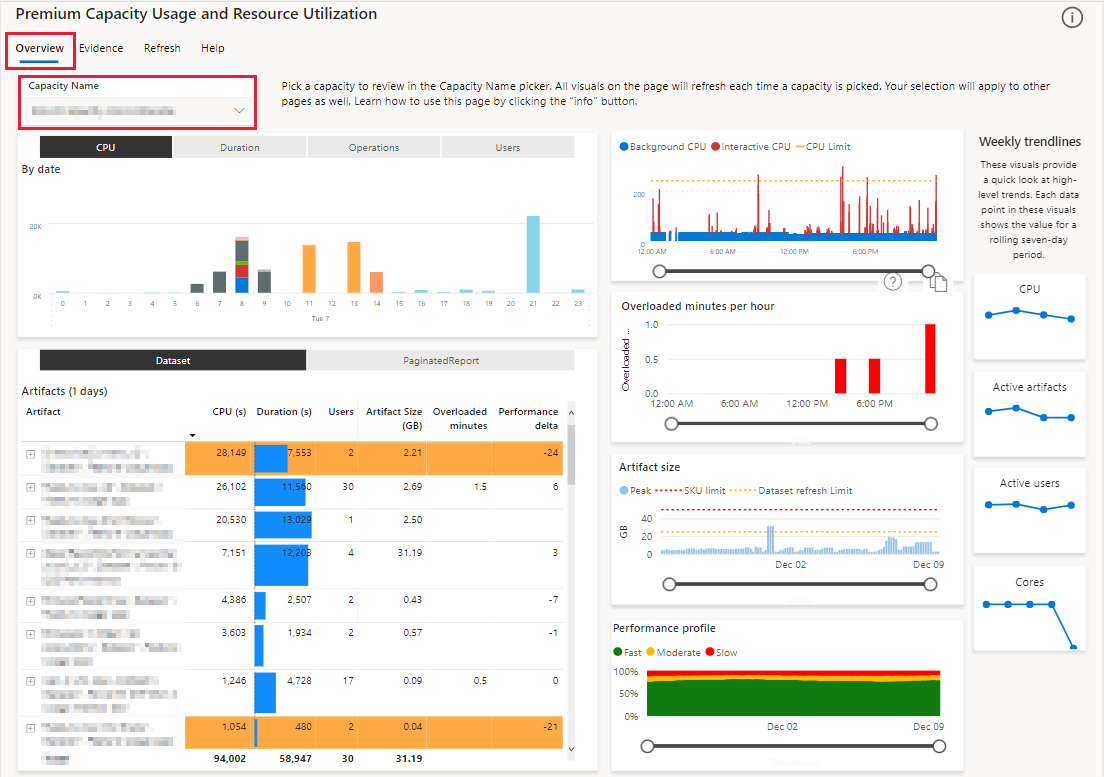 Premium Capacity Usage and Resource Utilization
Overview Evidence Refresh Help
Capacity Name
Pick a capacity to review in the Capacity Name picker. All visuals on the page will refresh each time a capacity is picked. Your selection will apply to other
pages as well. Learn how to use this page by clicking the "info" button.
CPU Duration Operations Users
By date
20K
0K
0 1 2 3 4 5 6 7 8 9 10 11 12 13 14 15 16 17 18 19 20 21 22 23
Tue 7
Dataset PaginatedReport
Artifacts (1 days)
Artifact CPU (s) Duration (s) Users Artifact Size (GB) Overloaded minutes Performance delta
28,149 7,553 2 2.21 -24
26,102 11,560 30 2.69 1.5 6
20,530 13,029 1 2.50
7,151 12,203 4 31.19 3
4,386 2,507 2 0.43 -7
3,603 1,934 2 0.57 -1
1,246 4,728 17 0.09 0.5 0
1,054 480 2 0.04 -21
94,002 58,947 30 31.19
Background CPU Interactive CPU CPU Limit
200
0
12:00 AM 6:00 AM 12:00 PM 6:00 PM
?
Overloaded minutes per hour
Overloaded ...
1.0
0.5
0.0
12:00 AM 6:00 AM 12:00 PM 6:00 PM
Artifact size
Peak SKU limit Dataset refresh Limit
GB
40
20
0
Dec 02 Dec 09
Performance profile
Fast Moderate Slow
100%
50%
0%
Dec 02 Dec 09
Weekly trendlines
These visuals provide
a quick look at high-
level trends. Each data
point in these visuals
shows the value for a
rolling seven-day
period.
CPU
Active artifacts
Active users
Cores